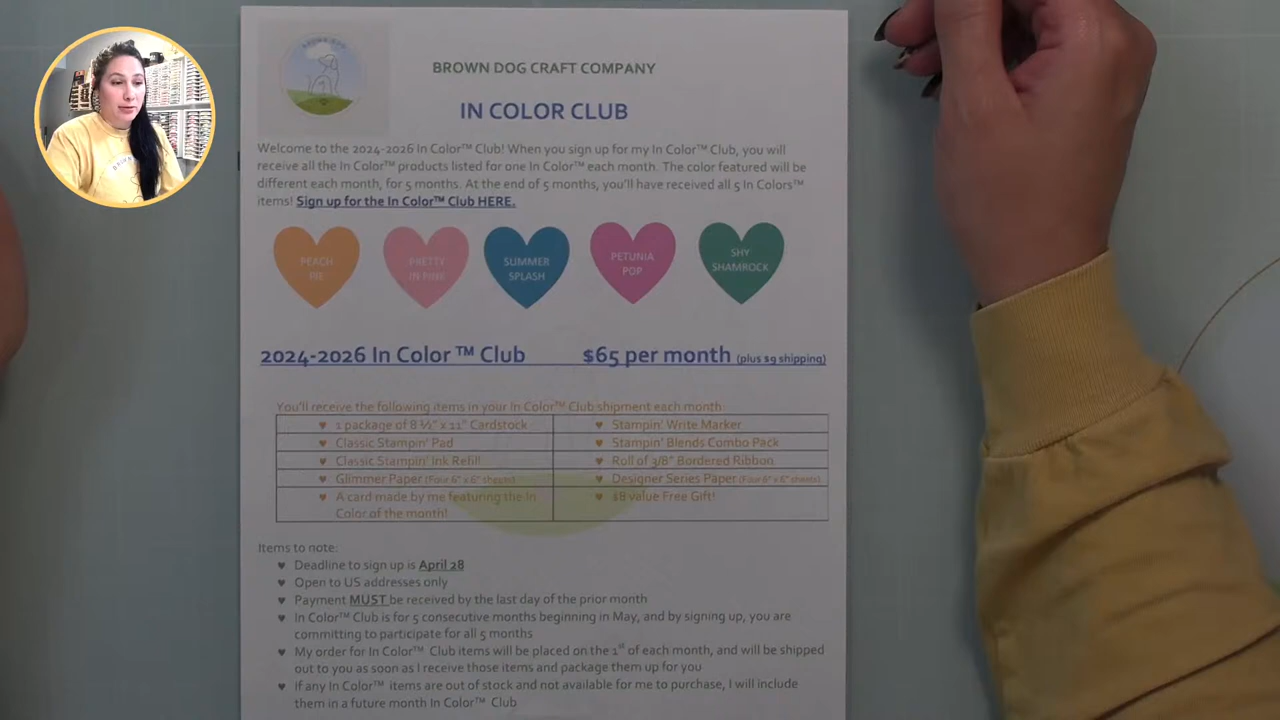 BROWN DOG
BROWN DOG CRAFT COMPANY
IN COLOR CLUB
Welcome to the 2024-2026 In Color™ Club! When you sign up for my In Color™ Club, you will
receive all the In Color™ products listed for one In Color™ each month. The color featured will be
different each month, for 5 months. At the end of 5 months, you'll have received all 5 In Colors™
items! Sign up for the In Color™ Club HERE.
PEACH
PIE
PRETTY
IN PINK
SUMMER
SPLASH
PETUNIA
POP
SHY
SHAMROCK
2024-2026 In Color ™ Club $65 per month (plus $9 shipping)
You'll receive the following items in your In Color™ Club shipment each month
♥ 1 package of 8 ½" x 11" Cardstock ♥ Stampin' Write Marker
♥ Classic Stampin' Pad ♥ Stampin' Blends Combo Pack
♥ Classic Stampin' Ink Refill ♥ Roll of 3/8" Bordered Ribbon
♥ Glimmer Paper (Four 6" x 6" sheets) ♥ Designer Series Paper (Four 6" x 6" sheets)
♥ A card made by me featuring the In ♥ $8 value Free Gift!
Color of the month!
Items to note:
♥ Deadline to sign up is April 28
♥ Open to US addresses only
♥ Payment MUST be received by the last day of the prior month
♥ In Color™ Club is for 5 consecutive months beginning in May, and by signing up, you are
committing to participate for all 5 months
♥ My order for In Color™ Club items will be placed on the 1st of each month, and will be shipped
out to you as soon as I receive those items and package them up for you
♥ If any In Color™ items are out of stock and not available for me to purchase, I will include
them in a future month In Color™ Club